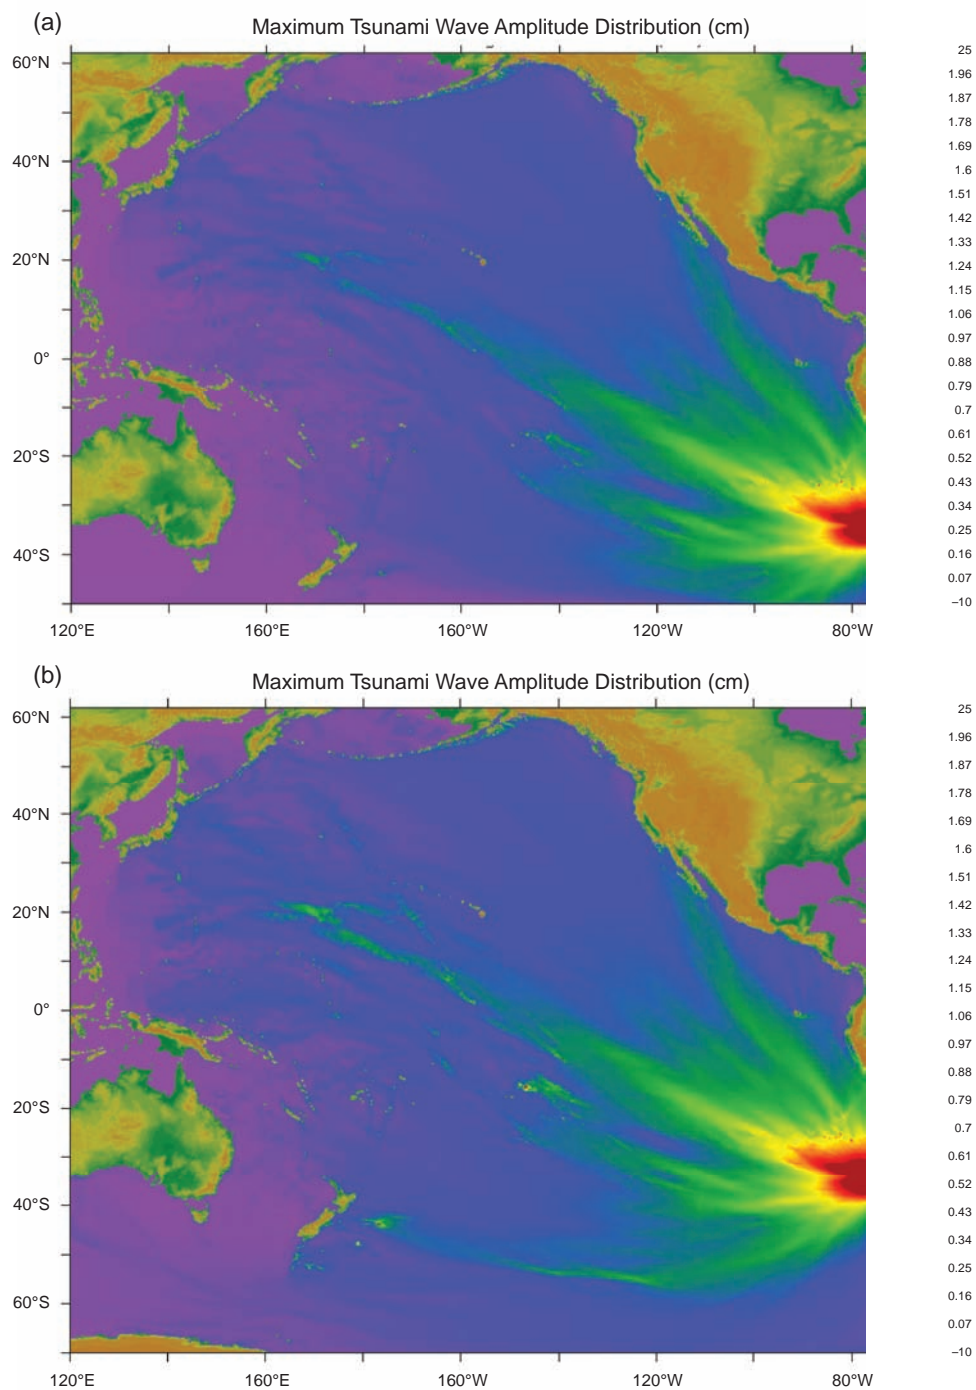 (a)
Maximum Tsunami Wave Amplitude Distribution (cm)
60°N
40°N
20°N
0°
20°S
40°S
120°E
160°E
160°W
120°W
80°W
25
1.96
1.87
1.78
1.69
1.6
1.51
1.42
1.33
1.24
1.15
1.06
0.97
0.88
0.79
0.7
0.61
0.52
0.43
0.34
0.25
0.16
0.07
–10
(b)
Maximum Tsunami Wave Amplitude Distribution (cm)
60°N
40°N
20°N
0°
20°S
40°S
60°S
120°E
160°E
160°W
120°W
80°W
25
1.96
1.87
1.78
1.69
1.6
1.51
1.42
1.33
1.24
1.15
1.06
0.97
0.88
0.79
0.7
0.61
0.52
0.43
0.34
0.25
0.16
0.07
–10